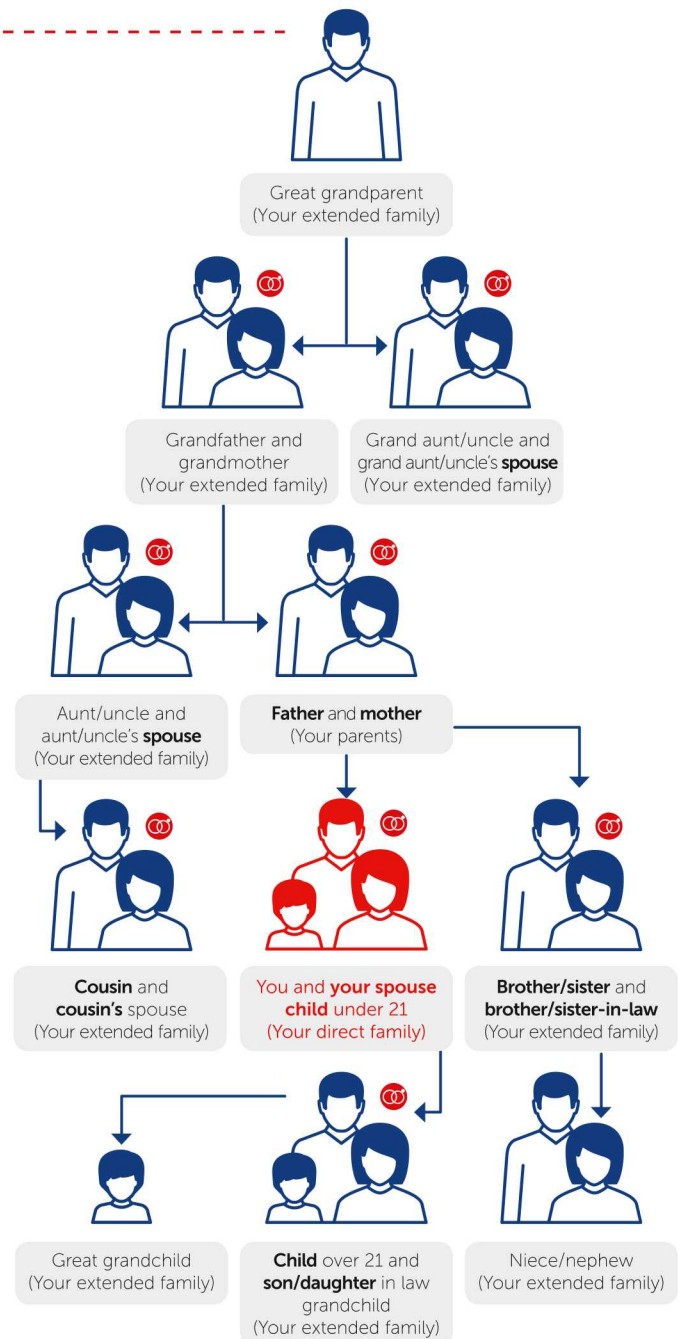 Great grandparent
(Your extended family)
Grandfather and
grandmother
(Your extended family)
Grand aunt/uncle and
grand aunt/uncle's spouse
(Your extended family)
Aunt/uncle and
aunt/uncle's spouse
(Your extended family)
Father and mother
(Your parents)
Cousin and
cousin's spouse
(Your extended family)
You and your spouse
child under 21
(Your direct family)
Brother/sister and
brother/sister-in-law
(Your extended family)
Great grandchild
(Your extended family)
Child over 21 and
son/daughter in law
grandchild
(Your extended family)
Niece/nephew
(Your extended family)